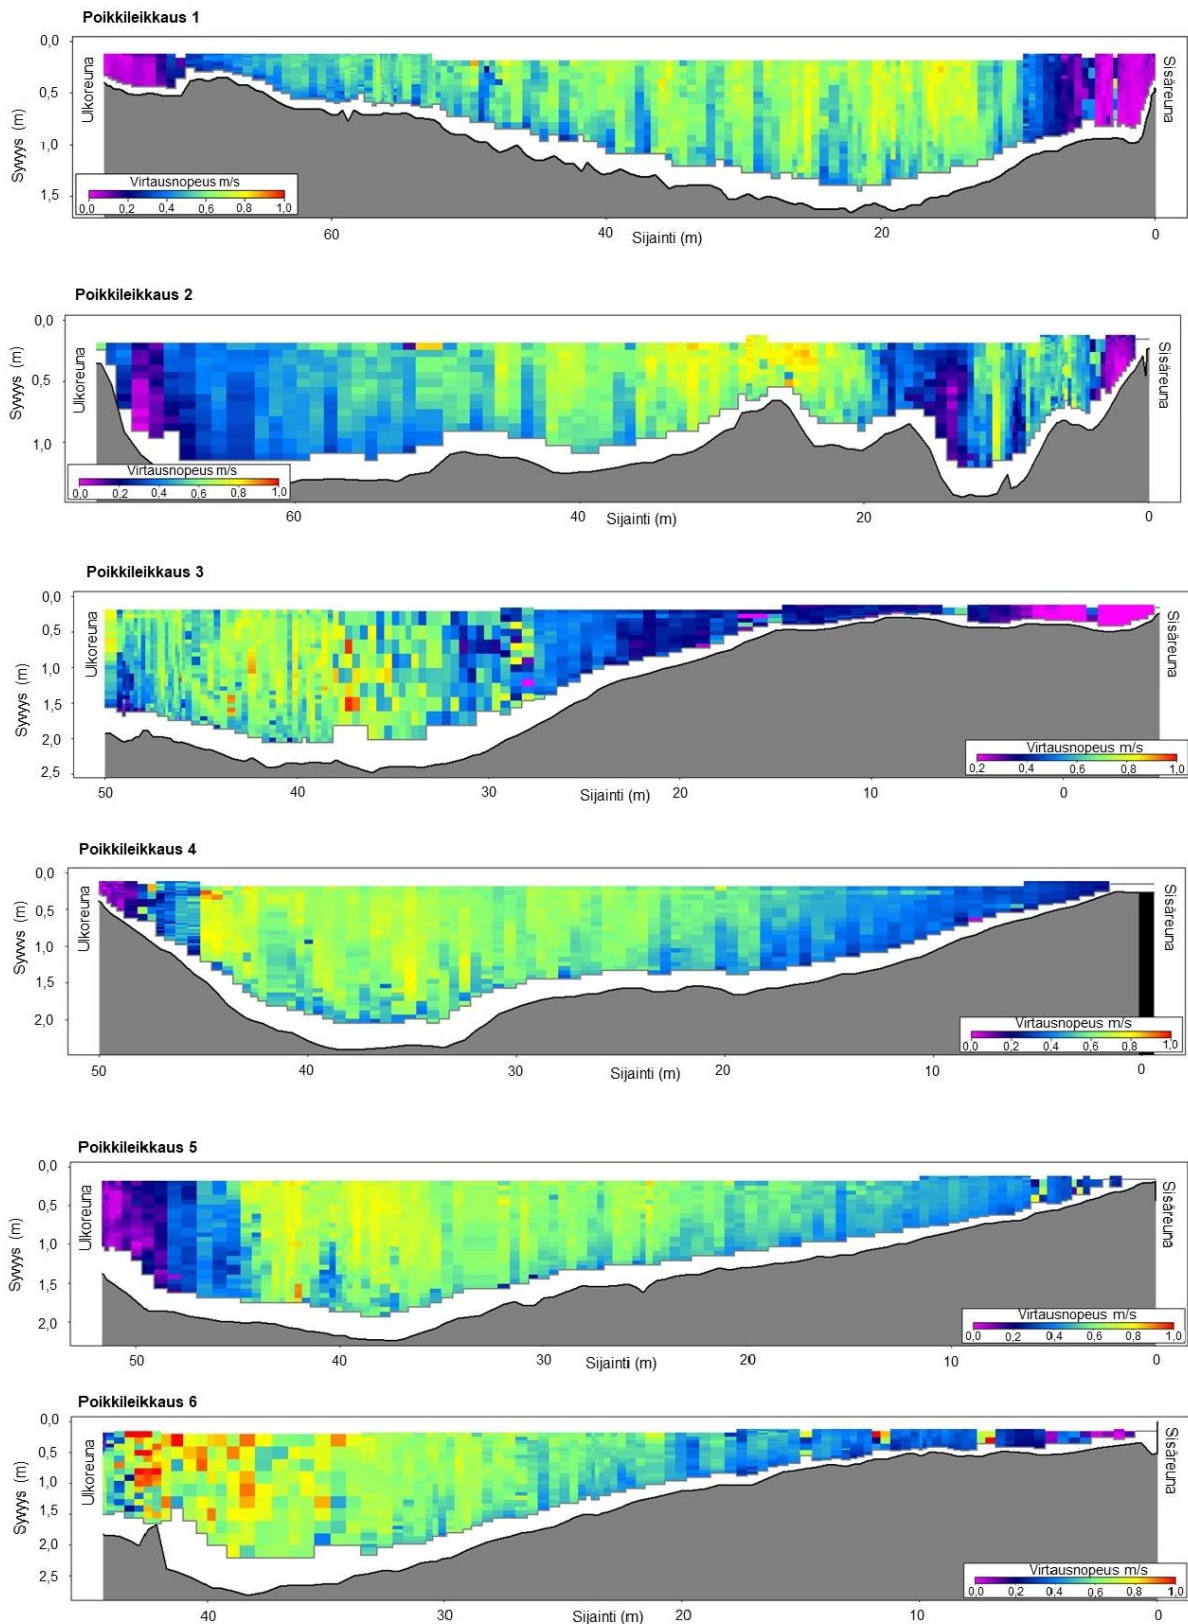 Poikkileikkaus 1
0,0
0,5
1,0
1,5
Syvyys (m)
Ulkoreuna
Sisäreuna
Virtausnopeus m/s
0,0 0,2 0,4 0,6 0,8 1,0
60 40 20 0
Sijainti (m)
Poikkileikkaus 2
0,0
0,5
1,0
Syvyys (m)
Ulkoreuna
Sisäreuna
Virtausnopeus m/s
0,0 0,2 0,4 0,6 0,8 1,0
60 40 20 0
Sijainti (m)
Poikkileikkaus 3
0,0
0,5
1,0
1,5
2,0
2,5
Syvyys (m)
Ulkoreuna
Sisäreuna
Virtausnopeus m/s
0,2 0,4 0,6 0,8 1,0
50 40 30 20 10 0
Sijainti (m)
Poikkileikkaus 4
0,0
0,5
1,0
1,5
2,0
Syvyys (m)
Ulkoreuna
Sisäreuna
Virtausnopeus m/s
0,0 0,2 0,4 0,6 0,8 1,0
50 40 30 20 10 0
Sijainti (m)
Poikkileikkaus 5
0,0
0,5
1,0
1,5
2,0
Syvyys (m)
Ulkoreuna
Sisäreuna
Virtausnopeus m/s
0,0 0,2 0,4 0,6 0,8 1,0
50 40 30 20 10 0
Sijainti (m)
Poikkileikkaus 6
0,0
0,5
1,0
1,5
2,0
2,5
Syvyys (m)
Ulkoreuna
Sisäreuna
Virtausnopeus m/s
0,0 0,2 0,4 0,6 0,8 1,0
40 30 20 10 0
Sijainti (m)